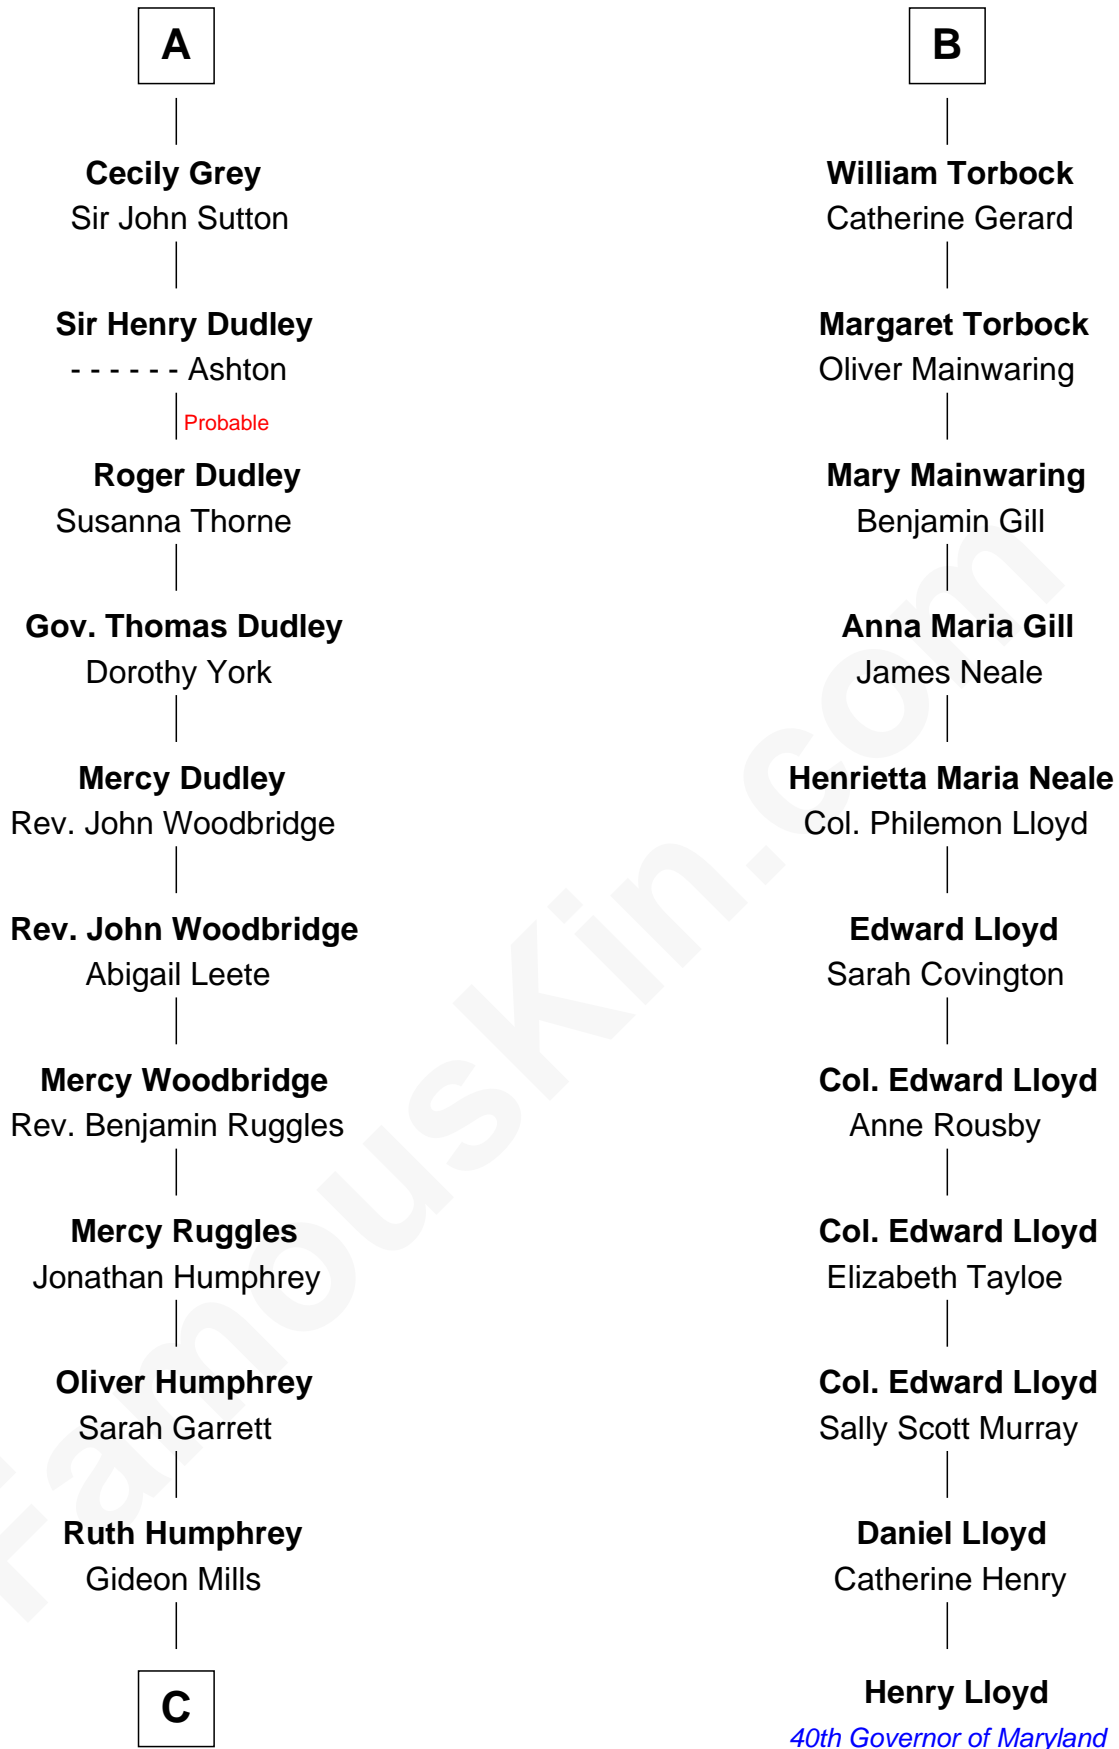 A
Cecily Grey
Sir John Sutton
Sir Henry Dudley
- - - - - - Ashton
Probable
Roger Dudley
Susanna Thorne
Gov. Thomas Dudley
Dorothy York
Mercy Dudley
Rev. John Woodbridge
Rev. John Woodbridge
Abigail Leete
Mercy Woodbridge
Rev. Benjamin Ruggles
Mercy Ruggles
Jonathan Humphrey
Oliver Humphrey
Sarah Garrett
Ruth Humphrey
Gideon Mills
C
B
William Torbock
Catherine Gerard
Margaret Torbock
Oliver Mainwaring
Mary Mainwaring
Benjamin Gill
Anna Maria Gill
James Neale
Henrietta Maria Neale
Col. Philemon Lloyd
Edward Lloyd
Sarah Covington
Col. Edward Lloyd
Anne Rousby
Col. Edward Lloyd
Elizabeth Tayloe
Col. Edward Lloyd
Sally Scott Murray
Daniel Lloyd
Catherine Henry
Henry Lloyd
40th Governor of Maryland
FamousKin.com